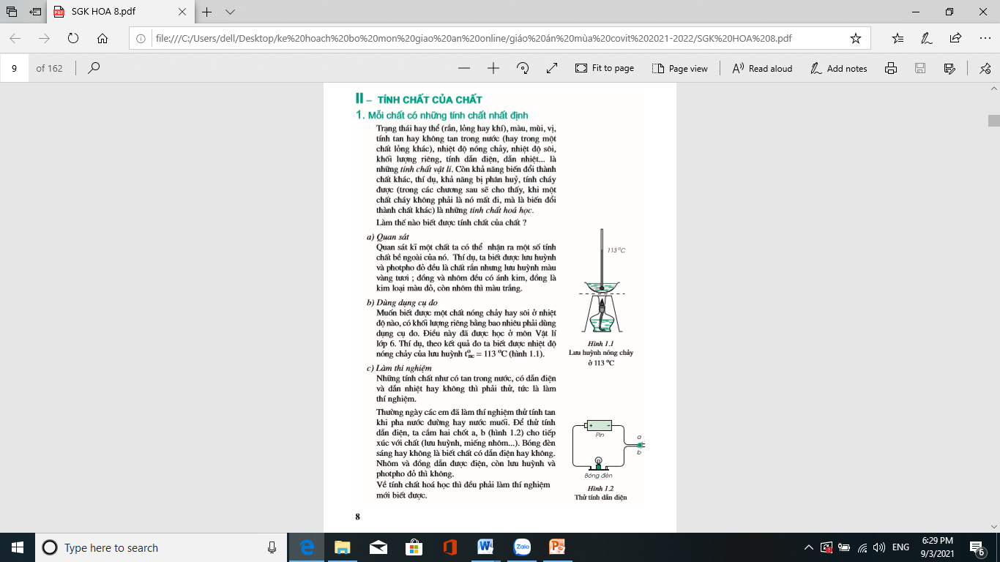 SGK HOA 8.pdf
file:///C:/Users/dell/Desktop/ke%20hoach%20bo%20mon%20giao%20an%20online/giáo%20án%20mùa%20covit%202021-2022/SGK%20HOA%208.pdf
9 of 162
Fit to page
Page view
Read aloud
Add notes
II – TÍNH CHẤT CỦA CHẤT
1. Mỗi chất có những tính chất nhất định
Trạng thái hay thể (rắn, lỏng hay khí), màu, mùi, vị,
tính tan hay không tan trong nước (hay trong một
chất lỏng khác), nhiệt độ nóng chảy, nhiệt độ sôi,
khối lượng riêng, tính dẫn điện, dẫn nhiệt... là
những tính chất vật lí. Còn khả năng biến đổi thành
chất khác, thí dụ, khả năng bị phân huỷ, tính cháy
được (trong các chương sau sẽ cho thấy, khi một
chất cháy không phải là nó mất đi, mà là biến đổi
thành chất khác) là những tính chất hoá học.
Làm thế nào biết được tính chất của chất ?
a) Quan sát
Quan sát kĩ một chất ta có thể nhận ra một số tính
chất bề ngoài của nó. Thí dụ, ta biết được lưu huỳnh
và photpho đỏ đều là chất rắn nhưng lưu huỳnh màu
vàng tươi ; đồng và nhôm đều có ánh kim, đồng là
kim loại màu đỏ, còn nhôm thì màu trắng.
b) Dùng dụng cụ đo
Muốn biết được một chất nóng chảy hay sôi ở nhiệt
độ nào, có khối lượng riêng bằng bao nhiêu phải dùng
dụng cụ đo. Điều này đã được học ở môn Vật lí
lớp 6. Thí dụ, theo kết quả đo ta biết được nhiệt độ
nóng chảy của lưu huỳnh t°nc = 113 °C (hình 1.1).
c) Làm thí nghiệm
Những tính chất như có tan trong nước, có dẫn điện
và dẫn nhiệt hay không thì phải thử, tức là làm
thí nghiệm.
Thường ngày các em đã làm thí nghiệm thử tính tan
khi pha nước đường hay nước muối. Để thử tính
dẫn điện, ta cắm hai chốt a, b (hình 1.2) cho tiếp
xúc với chất (lưu huỳnh, miếng nhôm...). Bóng đèn
sáng hay không là biết chất có dẫn điện hay không.
Nhôm và đồng dẫn được điện, còn lưu huỳnh và
photpho đỏ thì không.
Về tính chất hoá học thì đều phải làm thí nghiệm
mới biết được.
113 °C
Hình 1.1
Lưu huỳnh nóng chảy
ở 113 °C
+ –
Pin
a
b
Bóng đèn
Hình 1.2
Thử tính dẫn điện
8
Type here to search
Zalo
ENG
6:29 PM
9/3/2021
6